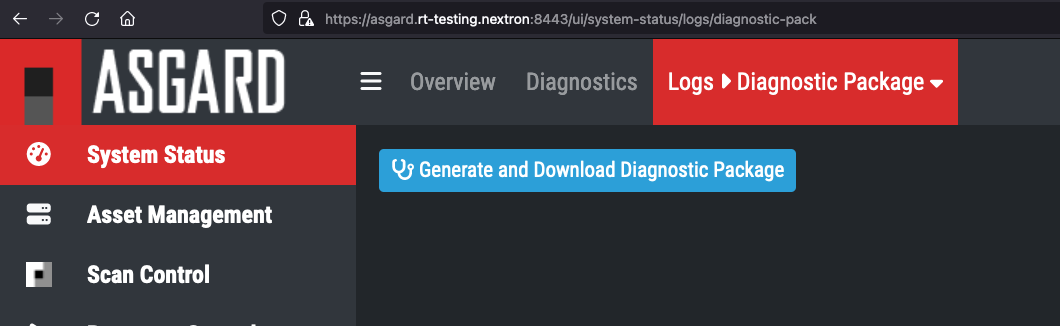 https://asgard.rt-testing.nextron:8443/ui/system-status/logs/diagnostic-pack
ASGARD
Overview
Diagnostics
Logs Diagnostic Package
System Status
Generate and Download Diagnostic Package
Asset Management
Scan Control